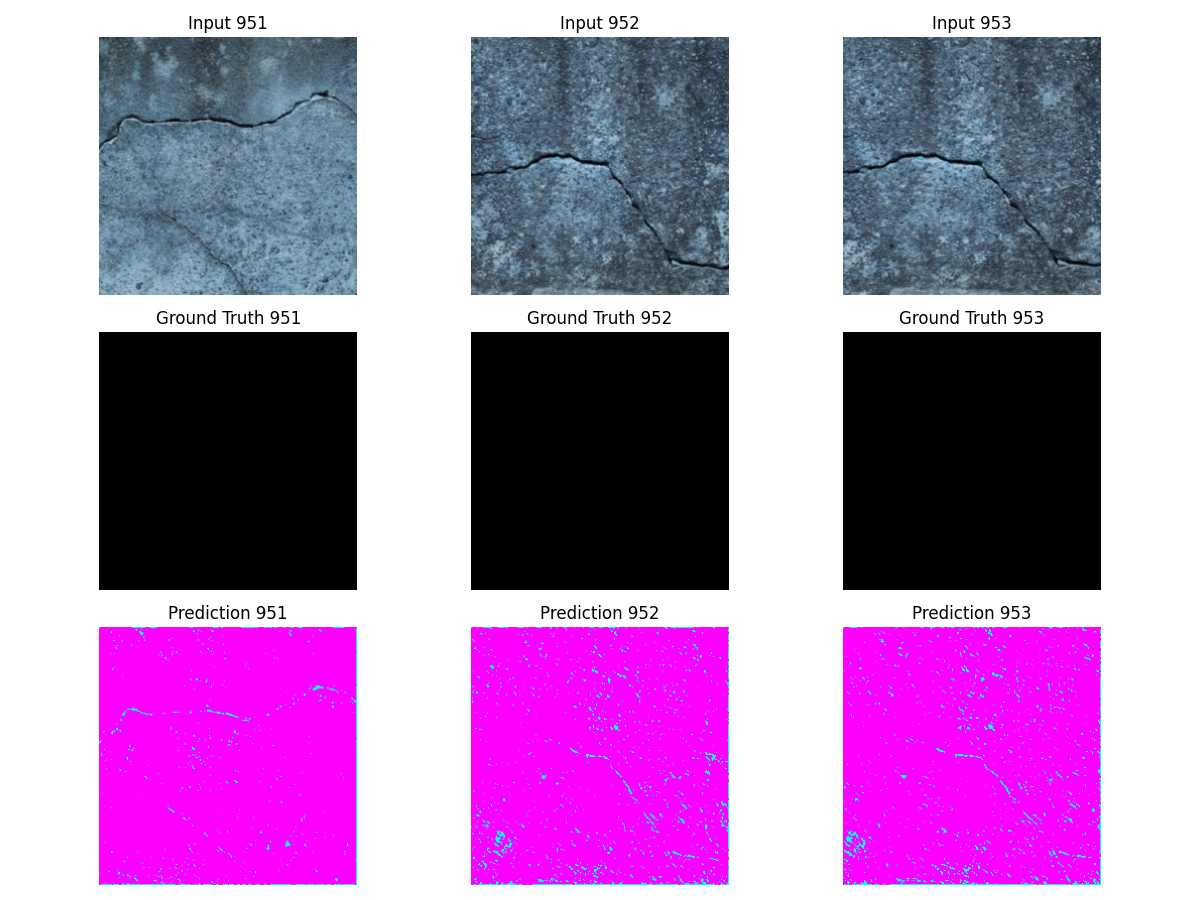 Input 951
Input 952
Input 953
Ground Truth 951
Ground Truth 952
Ground Truth 953
Prediction 951
Prediction 952
Prediction 953